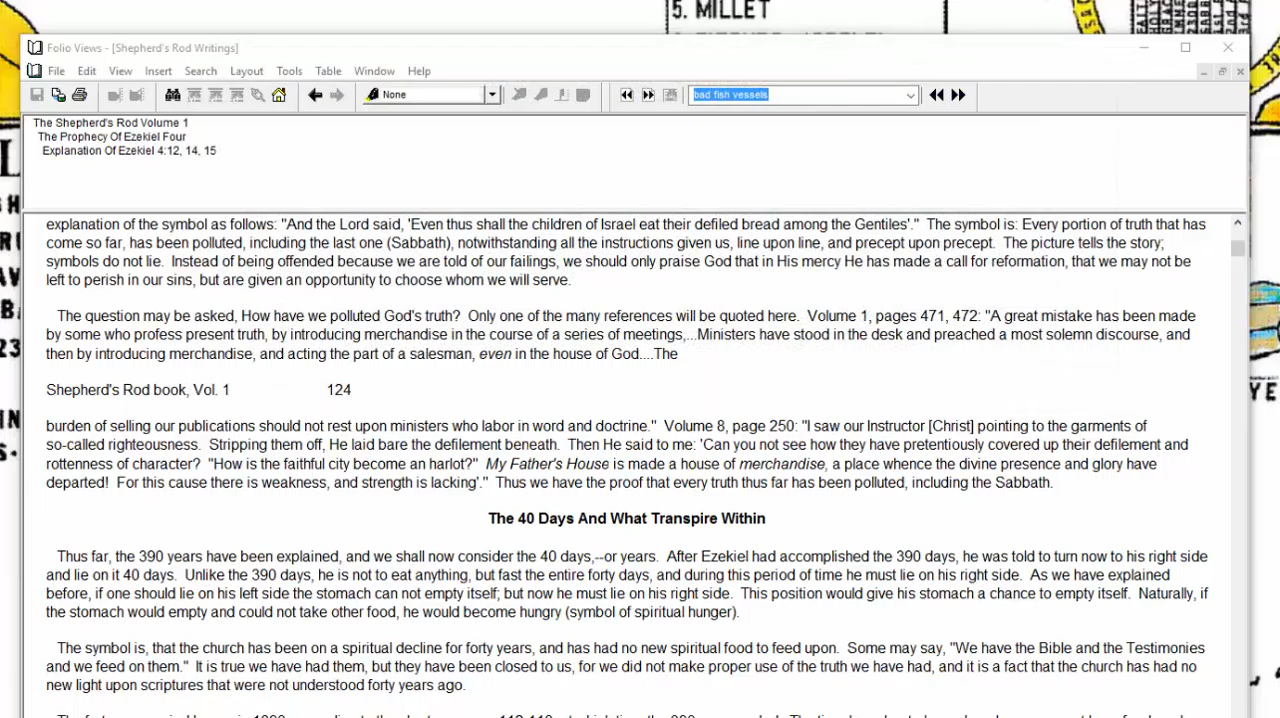 5. MILLET
Folio Views - [Shepherd's Rod Writings]
File Edit View Insert Search Layout Tools Table Window Help
None
bad fish vessels
The Shepherd's Rod Volume 1
The Prophecy Of Ezekiel Four
Explanation Of Ezekiel 4:12, 14, 15
explanation of the symbol as follows: "And the Lord said, 'Even thus shall the children of Israel eat their defiled bread among the Gentiles'." The symbol is: Every portion of truth that has
come so far, has been polluted, including the last one (Sabbath), notwithstanding all the instructions given us, line upon line, and precept upon precept. The picture tells the story;
symbols do not lie. Instead of being offended because we are told of our failings, we should only praise God that in His mercy He has made a call for reformation, that we may not be
left to perish in our sins, but are given an opportunity to choose whom we will serve.
The question may be asked, How have we polluted God's truth? Only one of the many references will be quoted here. Volume 1, pages 471, 472: "A great mistake has been made
by some who profess present truth, by introducing merchandise in the course of a series of meetings,...Ministers have stood in the desk and preached a most solemn discourse, and
then by introducing merchandise, and acting the part of a salesman, even in the house of God....The
Shepherd's Rod book, Vol. 1 124
burden of selling our publications should not rest upon ministers who labor in word and doctrine." Volume 8, page 250: "I saw our Instructor [Christ] pointing to the garments of
so-called righteousness. Stripping them off, He laid bare the defilement beneath. Then He said to me: 'Can you not see how they have pretentiously covered up their defilement and
rottenness of character? "How is the faithful city become an harlot?" My Father's House is made a house of merchandise, a place whence the divine presence and glory have
departed! For this cause there is weakness, and strength is lacking'." Thus we have the proof that every truth thus far has been polluted, including the Sabbath.
The 40 Days And What Transpire Within
Thus far, the 390 years have been explained, and we shall now consider the 40 days,--or years. After Ezekiel had accomplished the 390 days, he was told to turn now to his right side
and lie on it 40 days. Unlike the 390 days, he is not to eat anything, but fast the entire forty days, and during this period of time he must lie on his right side. As we have explained
before, if one should lie on his left side the stomach can not empty itself; but now he must lie on his right side. This position would give his stomach a chance to empty itself. Naturally, if
the stomach would empty and could not take other food, he would become hungry (symbol of spiritual hunger).
The symbol is, that the church has been on a spiritual decline for forty years, and has had no new spiritual food to feed upon. Some may say, "We have the Bible and the Testimonies
and we feed on them." It is true we have had them, but they have been closed to us, for we did not make proper use of the truth we have had, and it is a fact that the church has had no
new light upon scriptures that were not understood forty years ago.